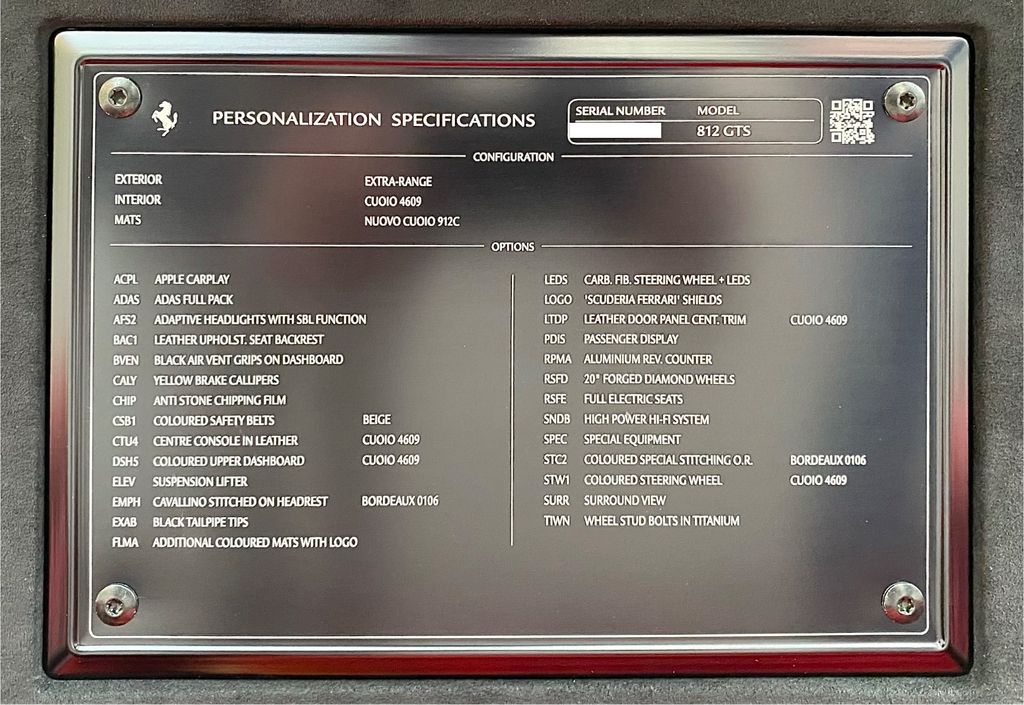 PERSONALIZATION SPECIFICATIONS
SERIAL NUMBER MODEL
812 GTS
CONFIGURATION
EXTERIOR EXTRA-RANGE
INTERIOR CUOIO 4609
MATS NUOVO CUOIO 912C
OPTIONS
ACPL APPLE CARPLAY
ADAS ADAS FULL PACK
AFS2 ADAPTIVE HEADLIGHTS WITH SBL FUNCTION
BAC1 LEATHER UPHOLST. SEAT BACKREST
BVEN BLACK AIR VENT GRIPS ON DASHBOARD
CALY YELLOW BRAKE CALLIPERS
CHIP ANTI STONE CHIPPING FILM
CSB1 COLOURED SAFETY BELTS BEIGE
CTU4 CENTRE CONSOLE IN LEATHER CUOIO 4609
DSH5 COLOURED UPPER DASHBOARD CUOIO 4609
ELEV SUSPENSION LIFTER
EMPH CAVALLINO STITCHED ON HEADREST BORDEAUX 0106
EXAB BLACK TAILPIPE TIPS
FLMA ADDITIONAL COLOURED MATS WITH LOGO
LEDS CARB. FIB. STEERING WHEEL + LEDS
LOGO 'SCUDERIA FERRARI' SHIELDS
LTDP LEATHER DOOR PANEL CENT. TRIM CUOIO 4609
PDIS PASSENGER DISPLAY
RPMA ALUMINIUM REV. COUNTER
RSFD 20" FORGED DIAMOND WHEELS
RSFE FULL ELECTRIC SEATS
SNDB HIGH POWER HI-FI SYSTEM
SPEC SPECIAL EQUIPMENT
STC2 COLOURED SPECIAL STITCHING O.R. BORDEAUX 0106
STW1 COLOURED STEERING WHEEL CUOIO 4609
SURR SURROUND VIEW
TIWN WHEEL STUD BOLTS IN TITANIUM